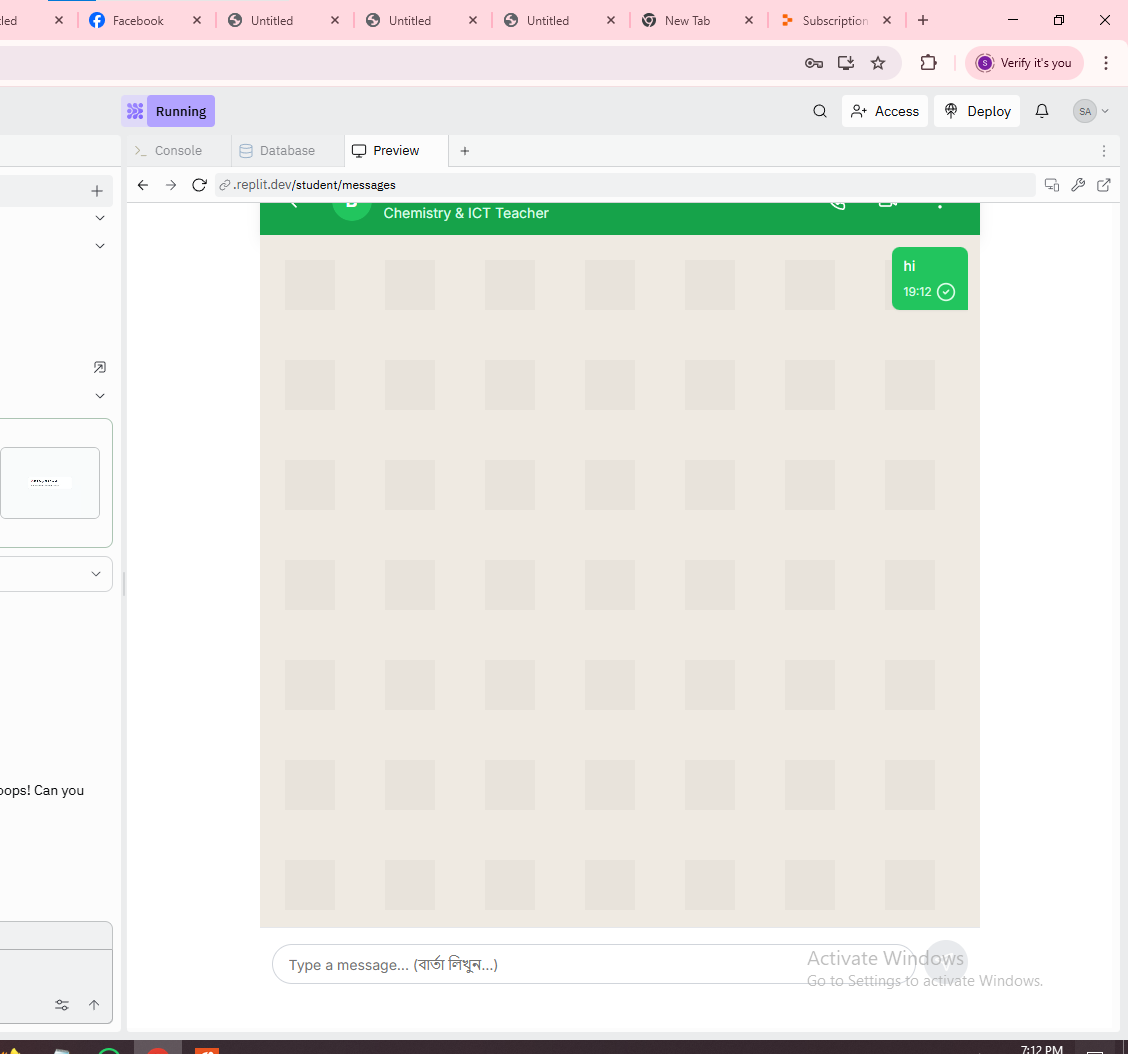 Facebook
Untitled
Untitled
Untitled
New Tab
Subscription
S
Verify it's you
Running
Access
Deploy
SA
Console
Database
Preview
.replit.dev/student/messages
Chemistry & ICT Teacher
hi
19:12
Can you
Type a message... (বার্তা লিখুন...)
Activate Windows
Go to Settings to activate Windows.
7:12 PM